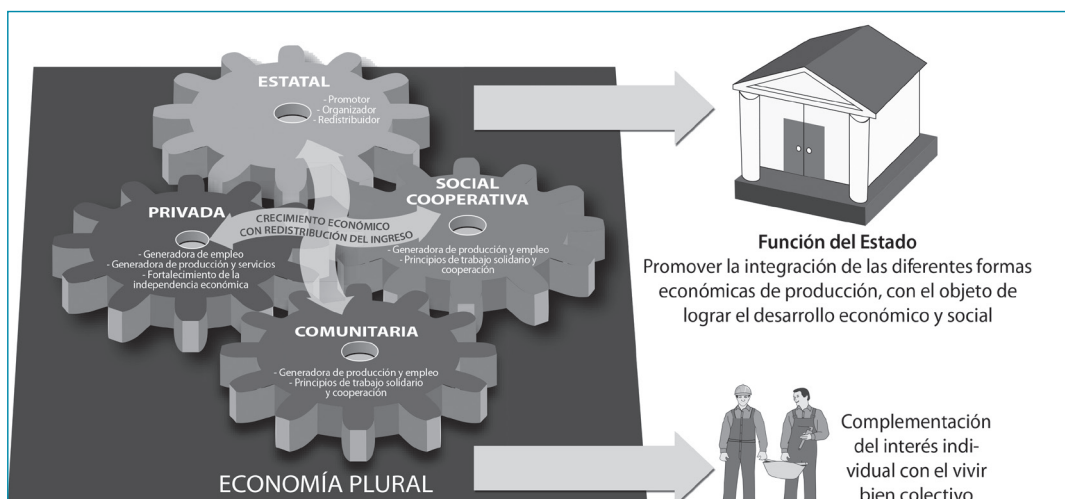 ESTATAL
- Promotor
- Organizador
- Redistribuidor
PRIVADA
- Generadora de empleo
- Generadora de producción y servicios
- Fortalecimiento de la
independencia económica
CRECIMIENTO ECONÓMICO
CON REDISTRIBUCIÓN DEL INGRESO
SOCIAL
COOPERATIVA
- Generadora de producción y empleo
- Principios de trabajo solidario y
cooperación
COMUNITARIA
- Generadora de producción y empleo
- Principios de trabajo solidario
y cooperación
ECONOMÍA PLURAL
Función del Estado
Promover la integración de las diferentes formas
económicas de producción, con el objeto de
lograr el desarrollo económico y social
Complementación
del interés indi-
vidual con el vivir
bien colectivo